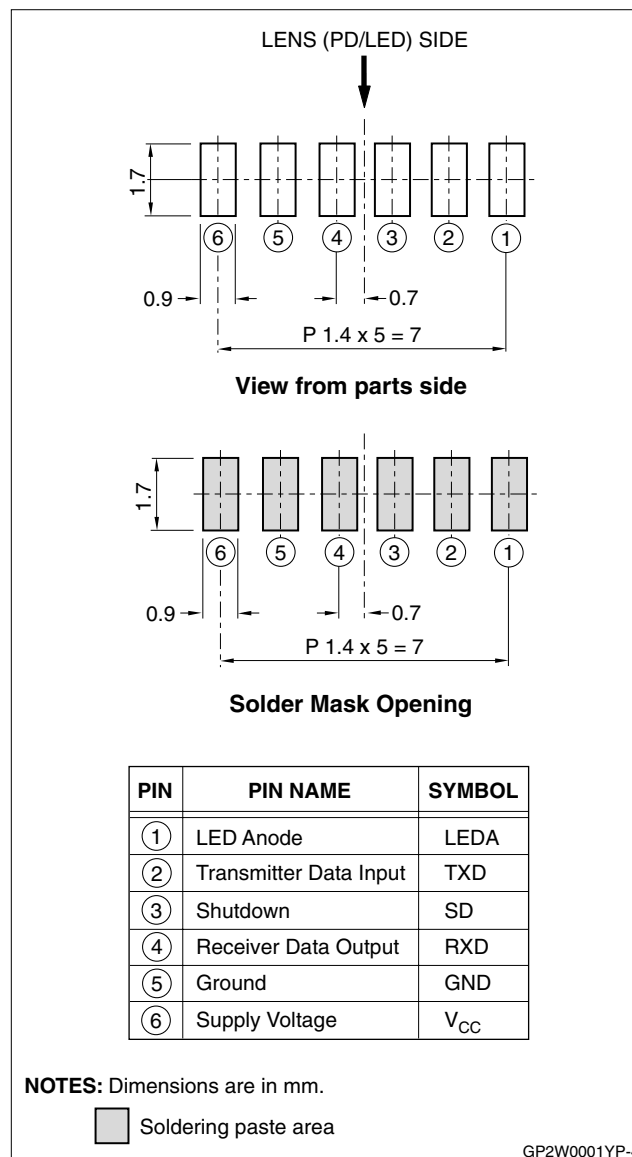 LENS (PD/LED) SIDE
1.7
⑥ ⑤ ④ ③ ② ①
0.9 0.7
P 1.4 x 5 = 7
View from parts side
1.7
⑥ ⑤ ④ ③ ② ①
0.9 0.7
P 1.4 x 5 = 7
Solder Mask Opening
PIN PIN NAME SYMBOL
① LED Anode LEDA
② Transmitter Data Input TXD
③ Shutdown SD
④ Receiver Data Output RXD
⑤ Ground GND
⑥ Supply Voltage VCC
NOTES: Dimensions are in mm.
Soldering paste area